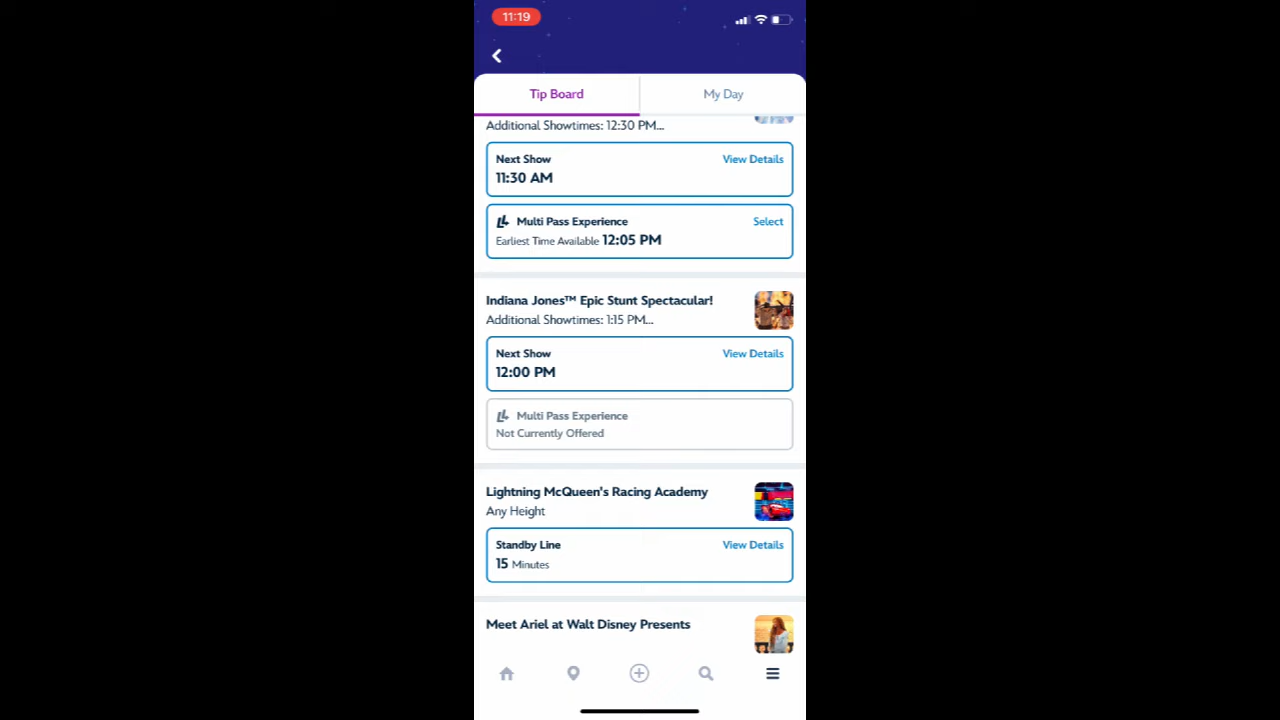 11:19
Tip Board
My Day
Additional Showtimes: 12:30 PM...
Next Show
View Details
11:30 AM
Multi Pass Experience
Select
Earliest Time Available 12:05 PM
Indiana Jones™ Epic Stunt Spectacular!
Additional Showtimes: 1:15 PM...
Next Show
View Details
12:00 PM
Multi Pass Experience
Not Currently Offered
Lightning McQueen's Racing Academy
Any Height
Standby Line
View Details
15 Minutes
Meet Ariel at Walt Disney Presents